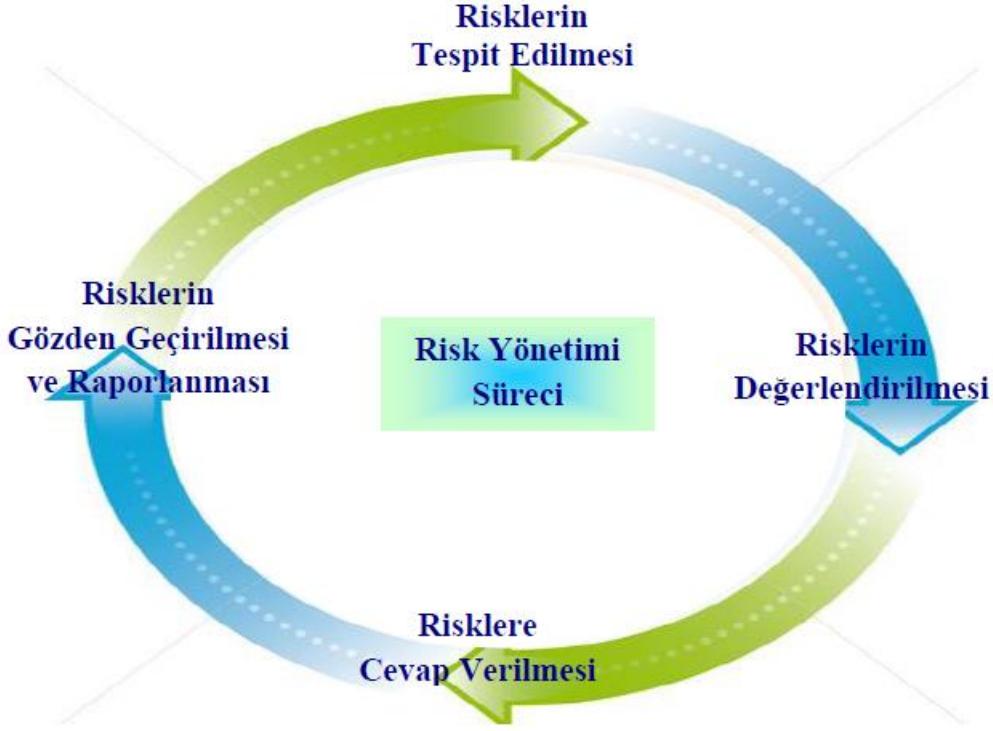 Risklerin
Tespit Edilmesi
Risklerin
Gözden Geçirilmesi
ve Raporlanması
Risk Yönetimi
Süreci
Risklerin
Değerlendirilmesi
Risklere
Cevap Verilmesi